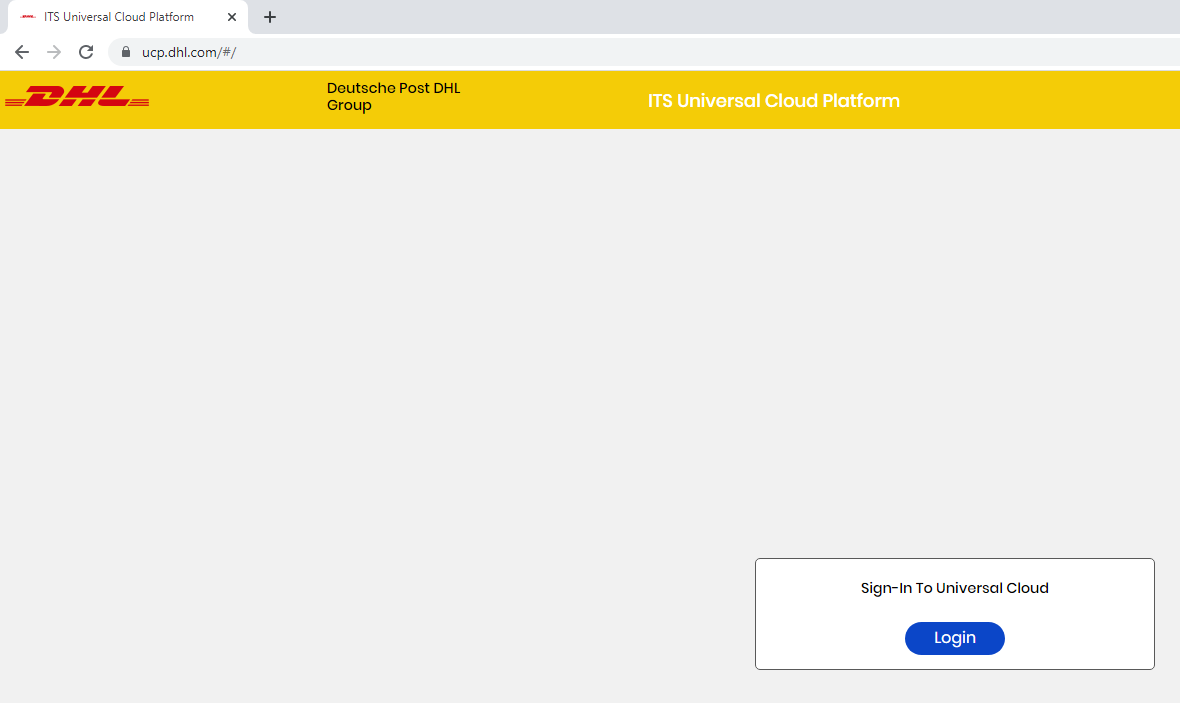 ITS Universal Cloud Platform
ucp.dhl.com/#/
DHL
Deutsche Post DHL
Group
ITS Universal Cloud Platform
Sign-In To Universal Cloud
Login